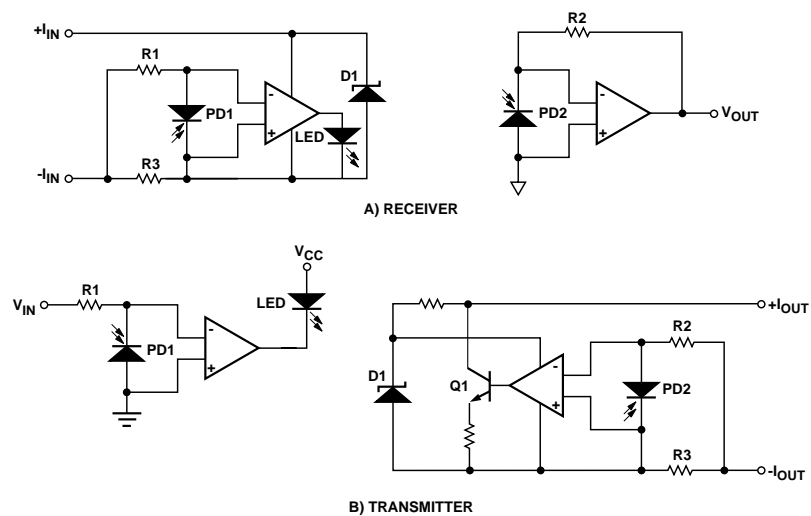 +I_IN
R1
R2
PD1
-
+
LED
D1
PD2
-
+
V_OUT
R3
-I_IN
A) RECEIVER
V_CC
V_IN
R1
LED
-
+
PD1
+I_OUT
D1
Q1
-
+
R2
PD2
R3
-I_OUT
B) TRANSMITTER